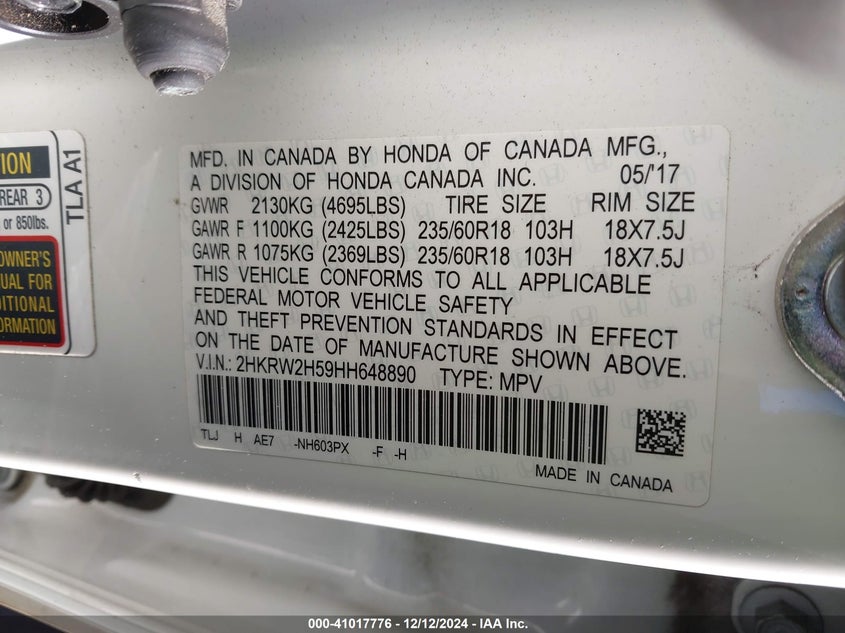 ION
REAR 3
or 850lbs.
OWNER'S
UAL FOR
DITIONAL
FORMATION
TLA A1
MFD. IN CANADA BY HONDA OF CANADA MFG.,
A DIVISION OF HONDA CANADA INC. 05/'17
GVWR 2130KG (4695LBS) TIRE SIZE RIM SIZE
GAWR F 1100KG (2425LBS) 235/60R18 103H 18X7.5J
GAWR R 1075KG (2369LBS) 235/60R18 103H 18X7.5J
THIS VEHICLE CONFORMS TO ALL APPLICABLE
FEDERAL MOTOR VEHICLE SAFETY
AND THEFT PREVENTION STANDARDS IN EFFECT
ON THE DATE OF MANUFACTURE SHOWN ABOVE.
V.I.N.: 2HKRW2H59HH648890 TYPE: MPV
TLJ H AE7 -NH603PX -F -H
MADE IN CANADA
000-41017776 - 12/12/2024 - IAA Inc.